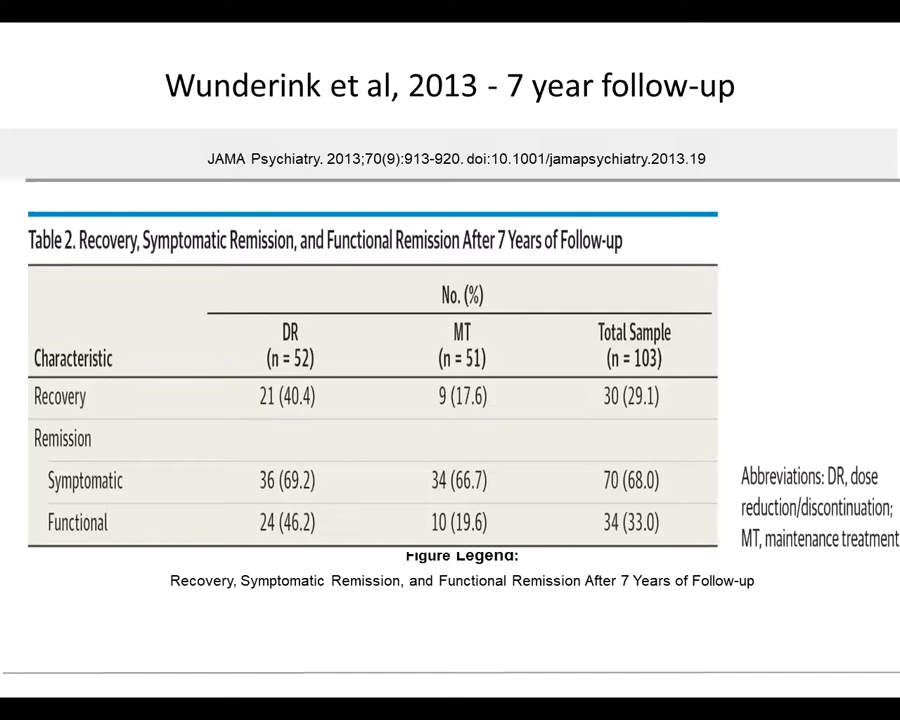 Wunderink et al, 2013 - 7 year follow-up
JAMA Psychiatry. 2013;70(9):913-920. doi:10.1001/jamapsychiatry.2013.19
Table 2. Recovery, Symptomatic Remission, and Functional Remission After 7 Years of Follow-up
No. (%)
DR MT Total Sample
Characteristic (n = 52) (n = 51) (n = 103)
Recovery 21 (40.4) 9 (17.6) 30 (29.1)
Remission
Symptomatic 36 (69.2) 34 (66.7) 70 (68.0)
Functional 24 (46.2) 10 (19.6) 34 (33.0)
Abbreviations: DR, dose
reduction/discontinuation;
MT, maintenance treatment
Figure Legend:
Recovery, Symptomatic Remission, and Functional Remission After 7 Years of Follow-up